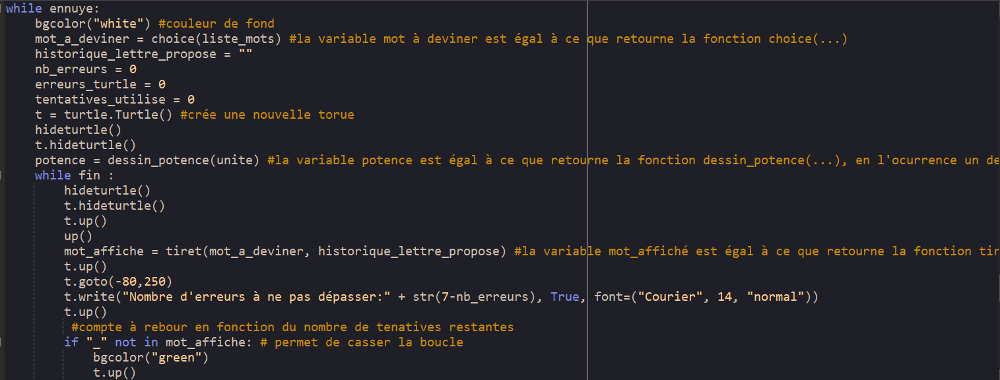 while ennuye:
    bgcolor("white") #couleur de fond
    mot_a_deviner = choice(liste_mots) #la variable mot à deviner est égal à ce que retourne la fonction choice(...)
    historique_lettre_propose = ""
    nb_erreurs = 0
    erreurs_turtle = 0
    tentatives_utilise = 0
    t = turtle.Turtle() #crée une nouvelle torue
    hideturtle()
    t.hideturtle()
    potence = dessin_potence(unite) #la variable potence est égal à ce que retourne la fonction dessin_potence(...), en l'ocurrence un de
    while fin :
        hideturtle()
        t.hideturtle()
        t.up()
        up()
        mot_affiche = tiret(mot_a_deviner, historique_lettre_propose) #la variable mot_affiché est égal à ce que retourne la fonction tir
        t.up()
        t.goto(-80,250)
        t.write("Nombre d'erreurs à ne pas dépasser:" + str(7-nb_erreurs), True, font=("Courier", 14, "normal"))
        t.up()
         #compte à rebour en fonction du nombre de tenatives restantes
        if "_" not in mot_affiche: # permet de casser la boucle
            bgcolor("green")
            t.up()